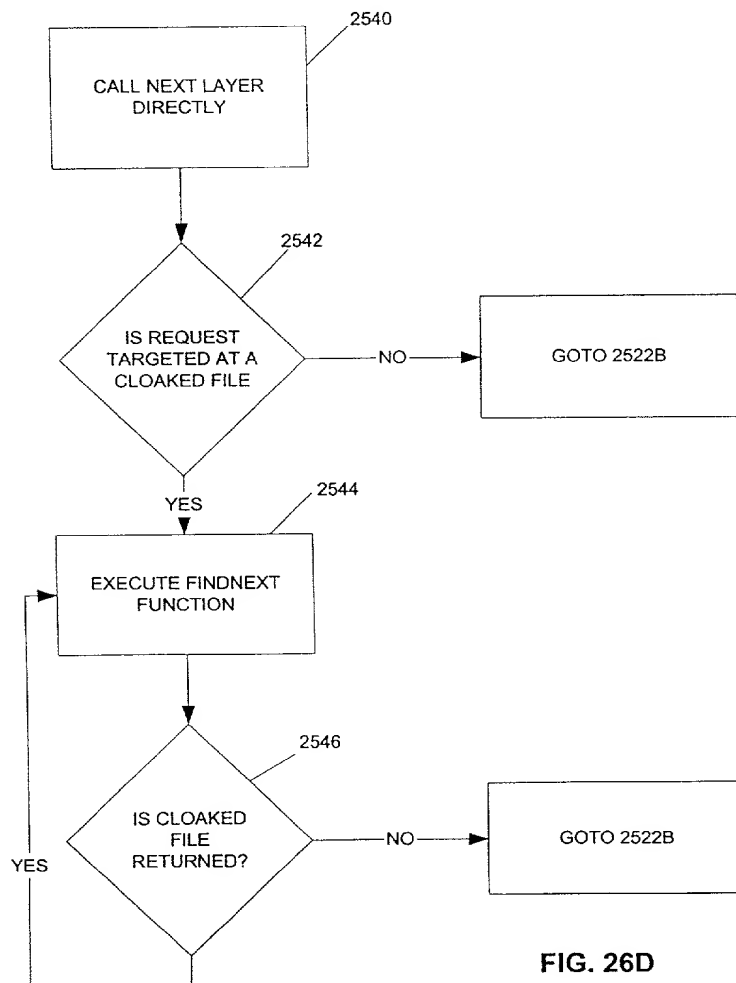 2540
CALL NEXT LAYER
DIRECTLY
2542
IS REQUEST
TARGETED AT A
CLOAKED FILE
NO
GOTO 2522B
YES
2544
EXECUTE FINDNEXT
FUNCTION
2546
IS CLOAKED
FILE
RETURNED?
NO
GOTO 2522B
YES
FIG. 26D